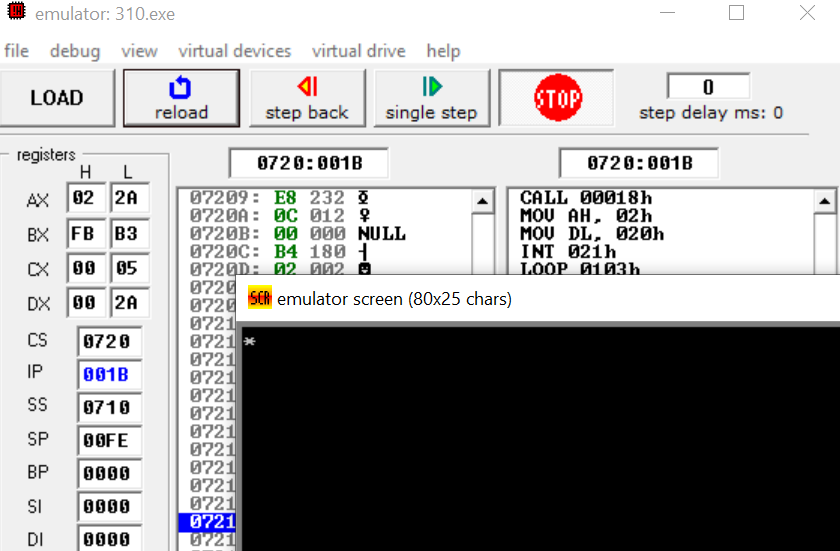 emulator: 310.exe
file debug view virtual devices virtual drive help
LOAD reload step back single step STOP 0
step delay ms: 0
registers
H L
0720:001B 0720:001B
AX 02 2A
BX FB B3
CX 00 05
DX 00 2A
CS 0720
IP 001B
SS 0710
SP 00FE
BP 0000
SI 0000
DI 0000
07209: E8 232
0720A: 0C 012 ♀
0720B: 00 000 NULL
0720C: B4 180 ┤
0720D: 02 002 ☻
0720
0720
0721
0721
0721
0721
0721
0721
0721
0721
0721
0721
0721
0721
0721
CALL 00018h
MOV AH, 02h
MOV DL, 020h
INT 021h
LOOP 0103h
SCR emulator screen (80x25 chars)
*